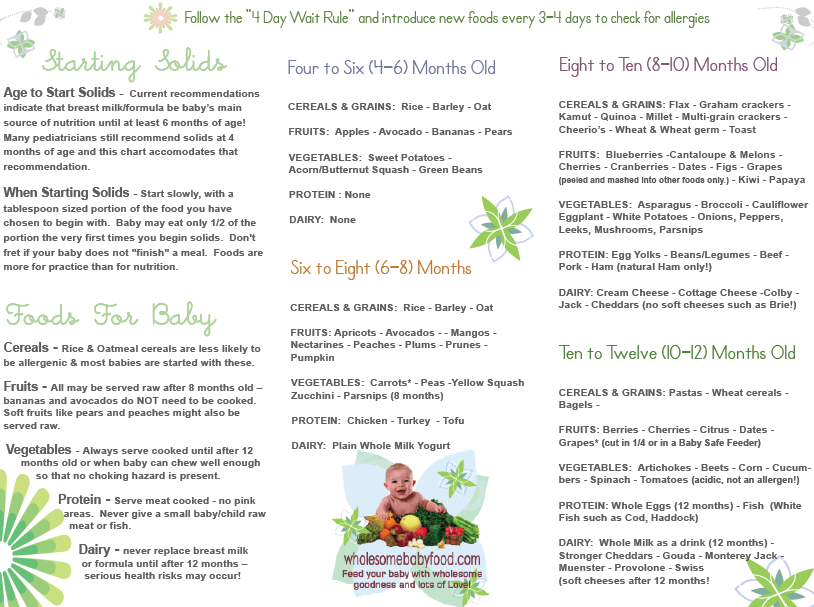 Follow the "4 Day Wait Rule" and introduce new foods every 3-4 days to check for allergies
Starting Solids
Age to Start Solids - Current recommendations
indicate that breast milk/formula be baby's main
source of nutrition until at least 6 months of age!
Many pediatricians still recommend solids at 4
months of age and this chart accomodates that
recommendation.
When Starting Solids - Start slowly, with a
tablespoon sized portion of the food you have
chosen to begin with. Baby may eat only 1/2 of the
portion the very first times you begin solids. Don't
fret if your baby does not "finish" a meal. Foods are
more for practice than for nutrition.
Foods For Baby
Cereals - Rice & Oatmeal cereals are less likely to
be allergenic & most babies are started with these.
Fruits - All may be served raw after 8 months old –
bananas and avocados do NOT need to be cooked.
Soft fruits like pears and peaches might also be
served raw.
Vegetables - Always serve cooked until after 12
months old or when baby can chew well enough
so that no choking hazard is present.
Protein - Serve meat cooked - no pink
areas. Never give a small baby/child raw
meat or fish.
Dairy - never replace breast milk
or formula until after 12 months –
serious health risks may occur!
Four to Six (4-6) Months Old
CEREALS & GRAINS: Rice - Barley - Oat
FRUITS: Apples - Avocado - Bananas - Pears
VEGETABLES: Sweet Potatoes -
Acorn/Butternut Squash - Green Beans
PROTEIN : None
DAIRY: None
Six to Eight (6-8) Months
CEREALS & GRAINS: Rice - Barley - Oat
FRUITS: Apricots - Avocados - - Mangos -
Nectarines - Peaches - Plums - Prunes -
Pumpkin
VEGETABLES: Carrots* - Peas -Yellow Squash
Zucchini - Parsnips (8 months)
PROTEIN: Chicken - Turkey - Tofu
DAIRY: Plain Whole Milk Yogurt
wholesomebabyfood.com
Feed your baby with wholesome
goodness and lots of Love!
Eight to Ten (8-10) Months Old
CEREALS & GRAINS: Flax - Graham crackers -
Kamut - Quinoa - Millet - Multi-grain crackers -
Cheerio's - Wheat & Wheat germ - Toast
FRUITS: Blueberries -Cantaloupe & Melons -
Cherries - Cranberries - Dates - Figs - Grapes
(peeled and mashed into other foods only.) - Kiwi - Papaya
VEGETABLES: Asparagus - Broccoli - Cauliflower
Eggplant - White Potatoes - Onions, Peppers,
Leeks, Mushrooms, Parsnips
PROTEIN: Egg Yolks - Beans/Legumes - Beef -
Pork - Ham (natural Ham only!)
DAIRY: Cream Cheese - Cottage Cheese -Colby -
Jack - Cheddars (no soft cheeses such as Brie!)
Ten to Twelve (10-12) Months Old
CEREALS & GRAINS: Pastas - Wheat cereals -
Bagels -
FRUITS: Berries - Cherries - Citrus - Dates -
Grapes* (cut in 1/4 or in a Baby Safe Feeder)
VEGETABLES: Artichokes - Beets - Corn - Cucum-
bers - Spinach - Tomatoes (acidic, not an allergen!)
PROTEIN: Whole Eggs (12 months) - Fish (White
Fish such as Cod, Haddock)
DAIRY: Whole Milk as a drink (12 months) -
Stronger Cheddars - Gouda - Monterey Jack -
Muenster - Provolone - Swiss
(soft cheeses after 12 months!